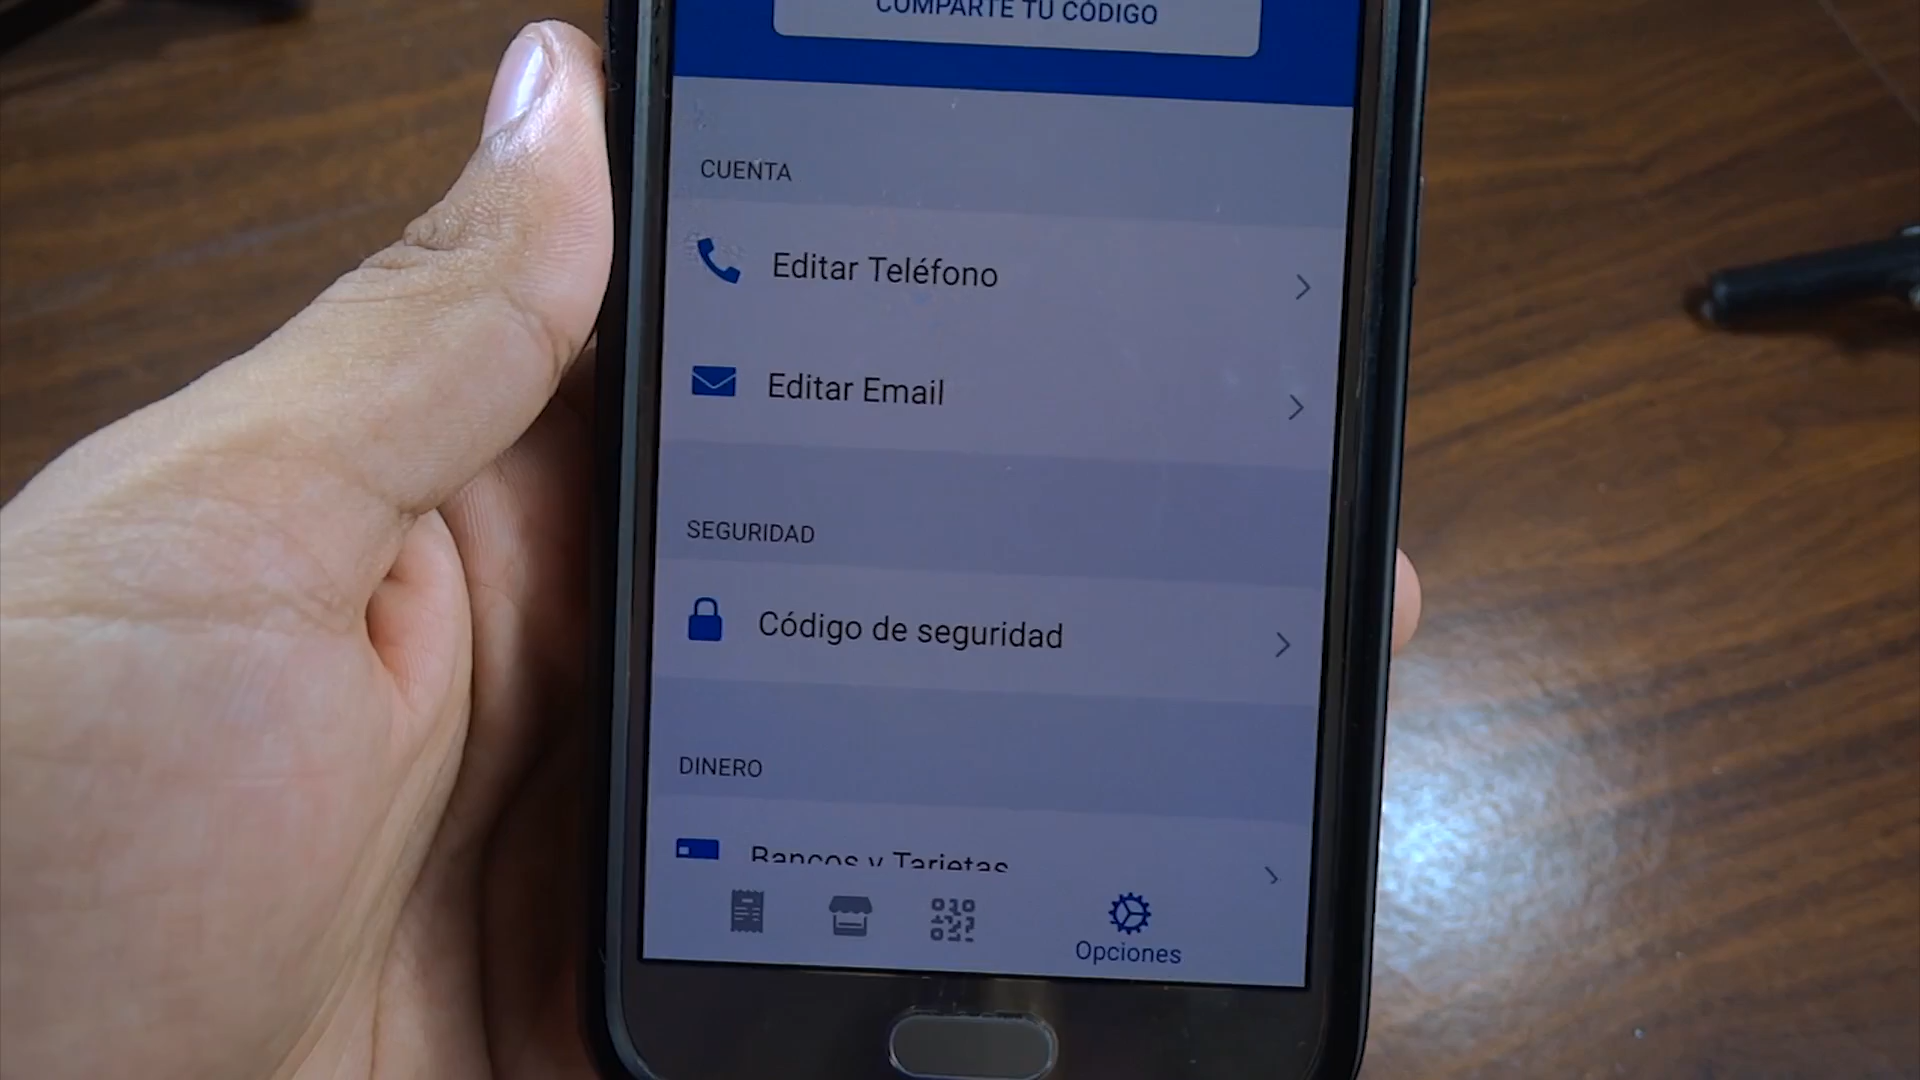 COMPARTE TU CÓDIGO
CUENTA
Editar Teléfono
Editar Email
SEGURIDAD
Código de seguridad
DINERO
Bancos y Tarjetas
Opciones